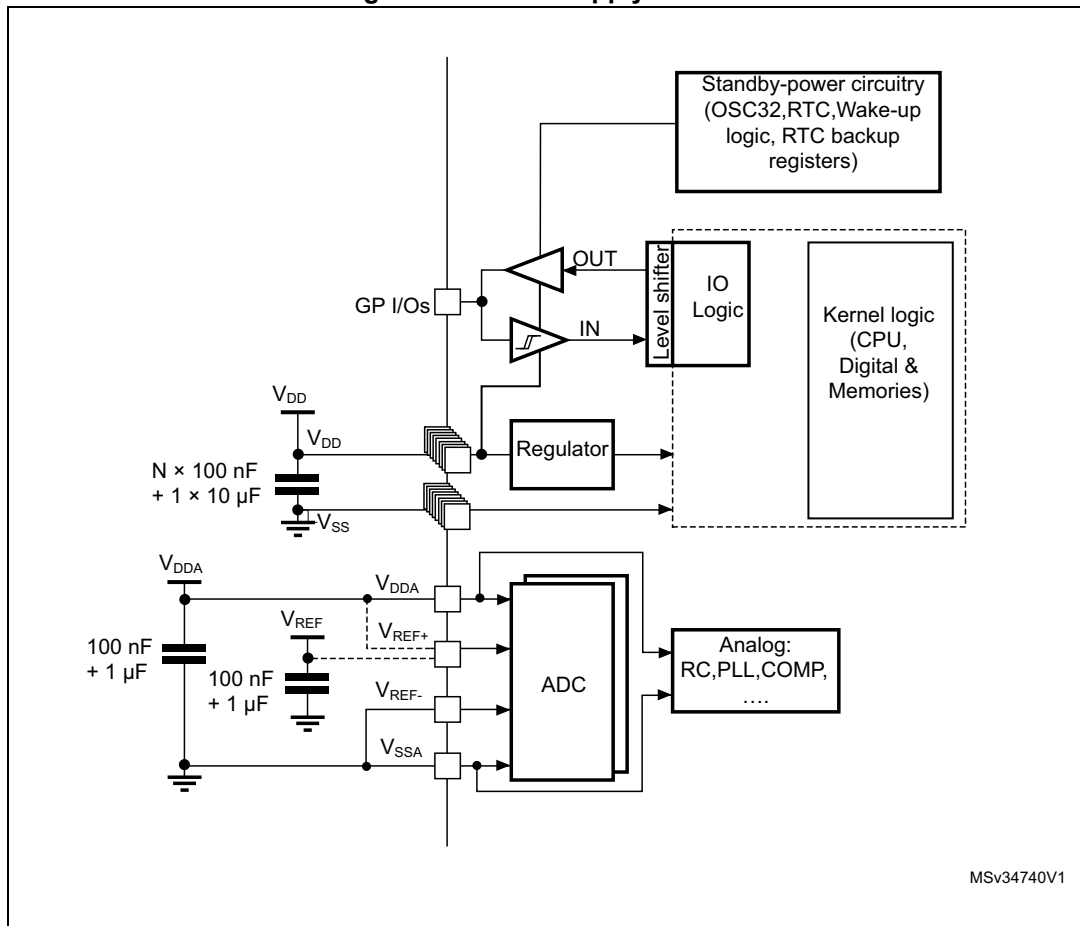 Standby-power circuitry
(OSC32,RTC,Wake-up
logic, RTC backup
registers)
OUT
Level shifter
IO
Logic
GP I/Os
IN
Kernel logic
(CPU,
Digital &
Memories)
VDD
VDD
Regulator
N × 100 nF
+ 1 × 10 µF
VSS
VDDA
VDDA
VREF
VREF+
100 nF
+ 1 µF
100 nF
+ 1 µF
VREF-
ADC
Analog:
RC,PLL,COMP,
....
VSSA
MSv34740V1